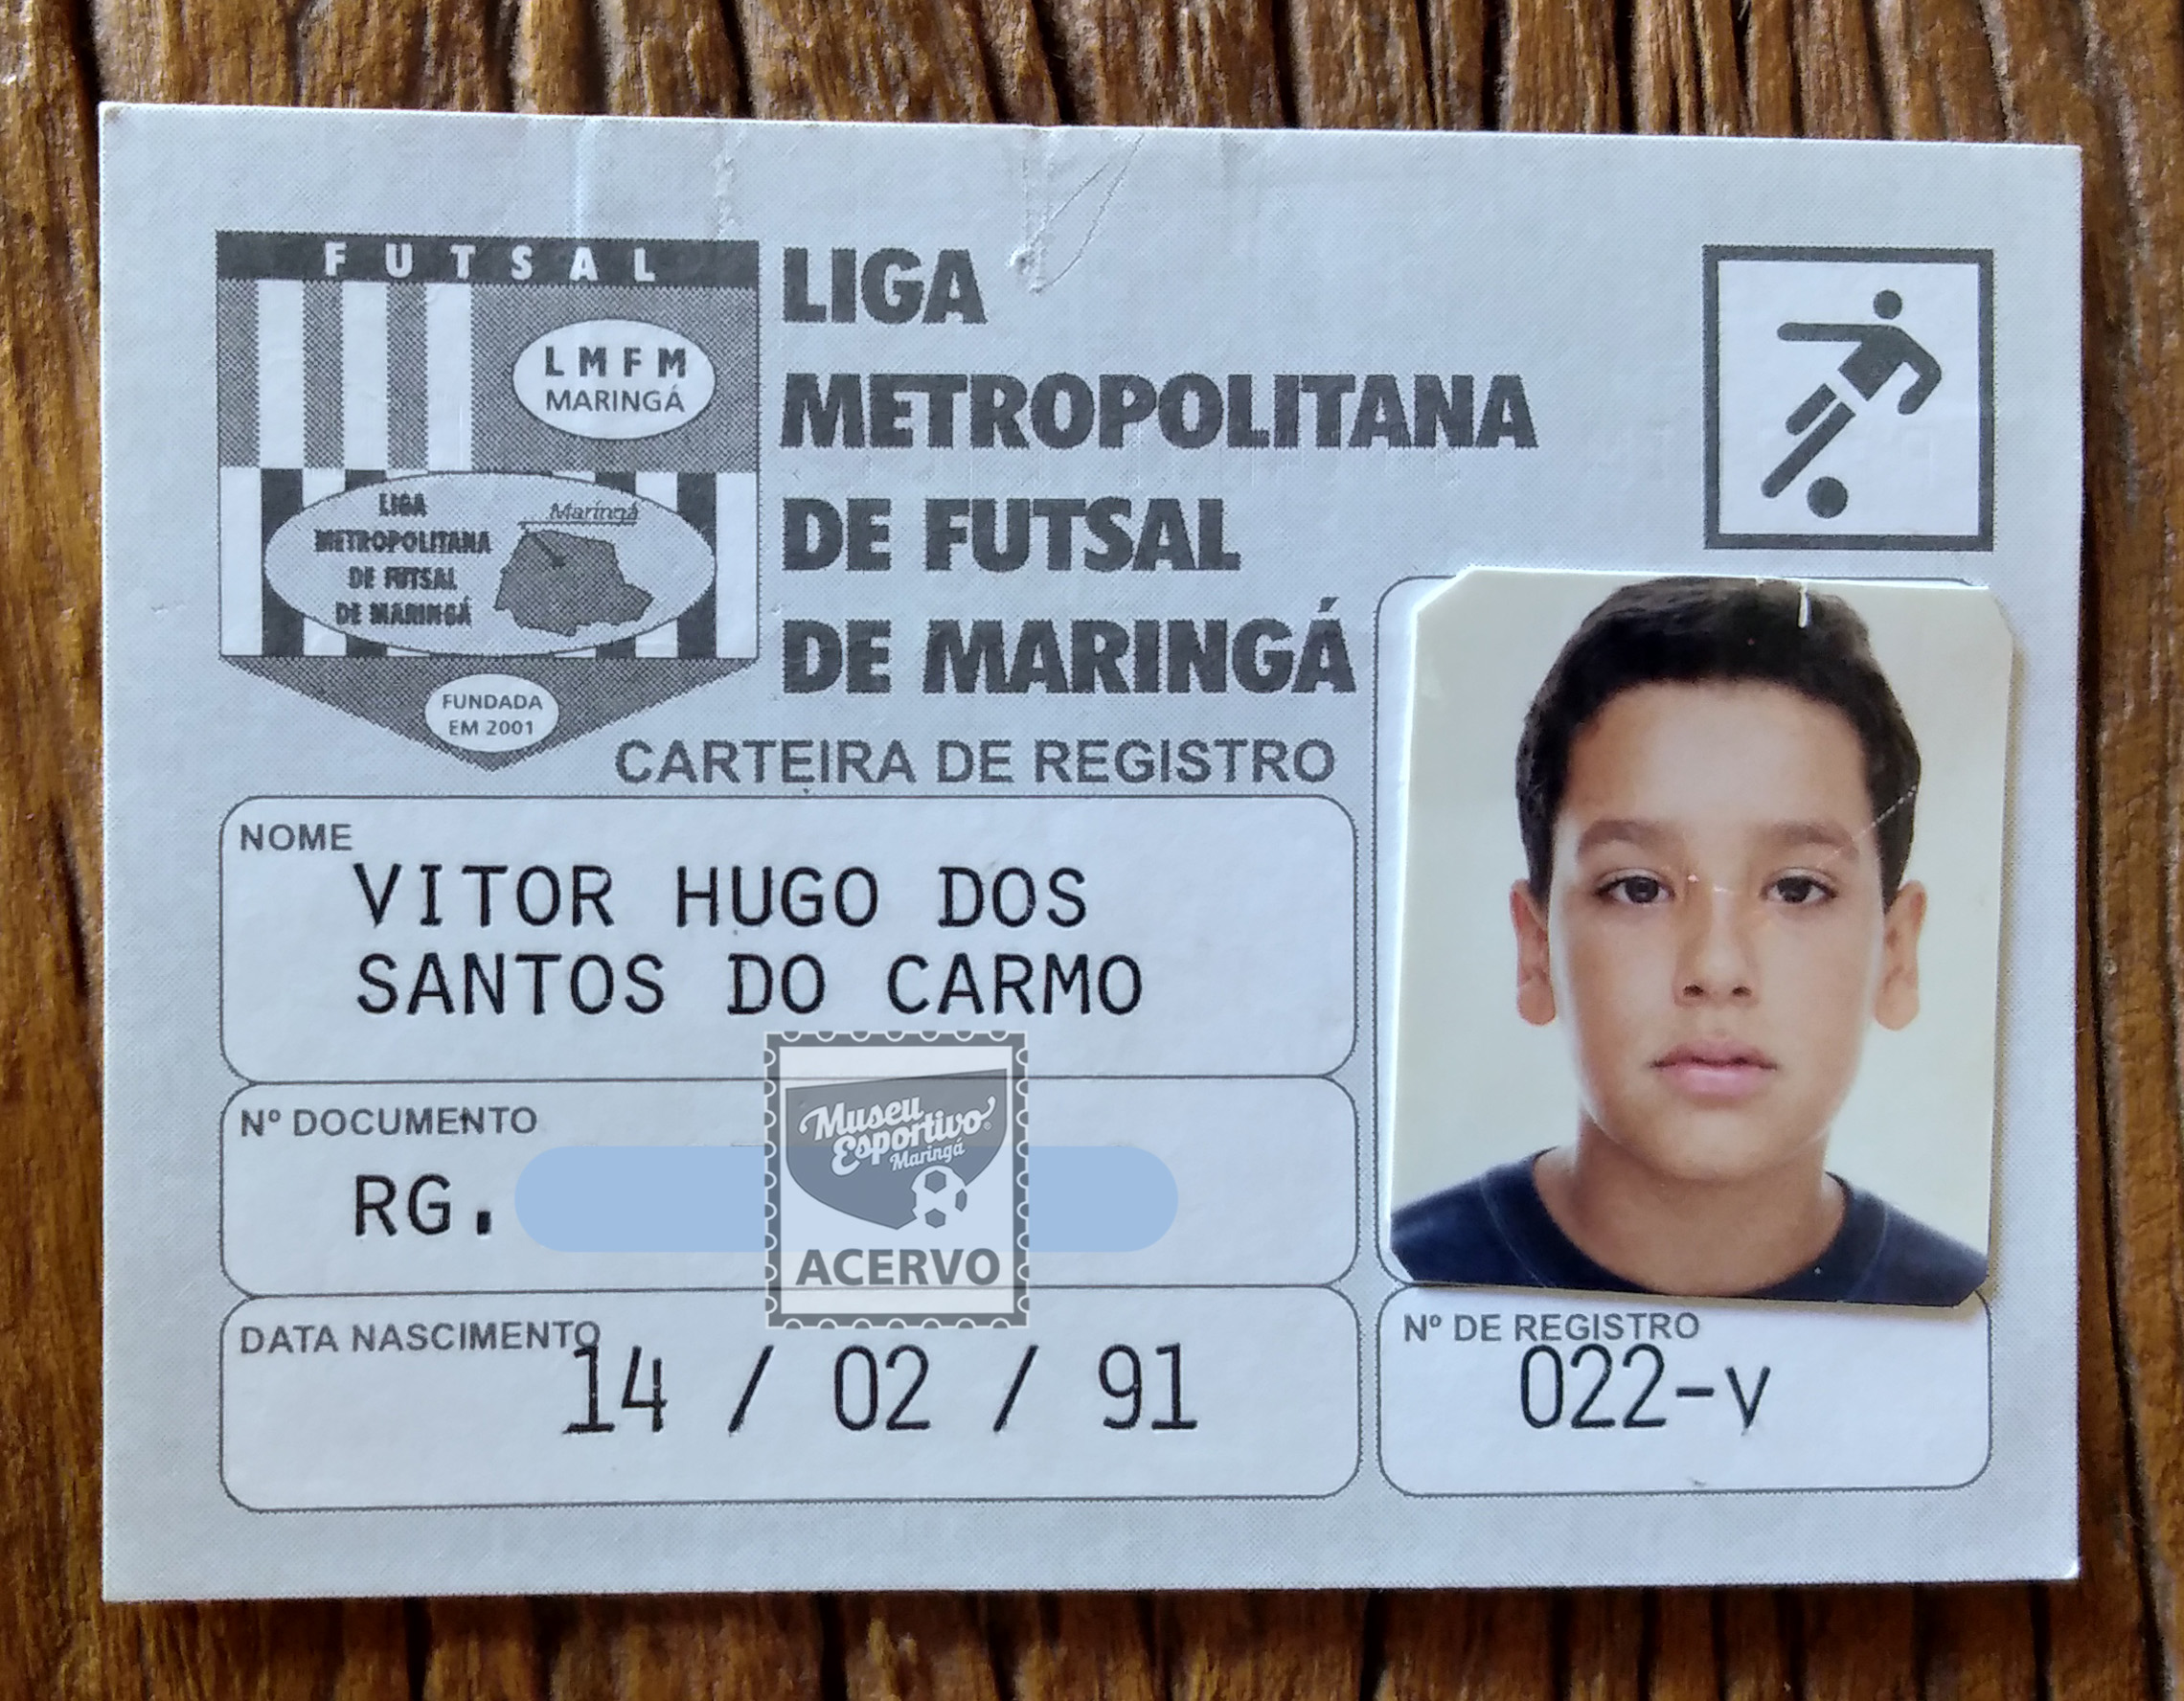 FUTSAL
LMFM
MARINGÁ
LIGA
METROPOLITANA
DE FUTSAL
DE MARINGÁ
Maringá
FUNDADA
EM 2001
LIGA
METROPOLITANA
DE FUTSAL
DE MARINGÁ
CARTEIRA DE REGISTRO
NOME
VITOR HUGO DOS
SANTOS DO CARMO
Nº DOCUMENTO
RG.
Museu
Esportivo
Maringá
ACERVO
DATA NASCIMENTO
14 / 02 / 91
Nº DE REGISTRO
022-V